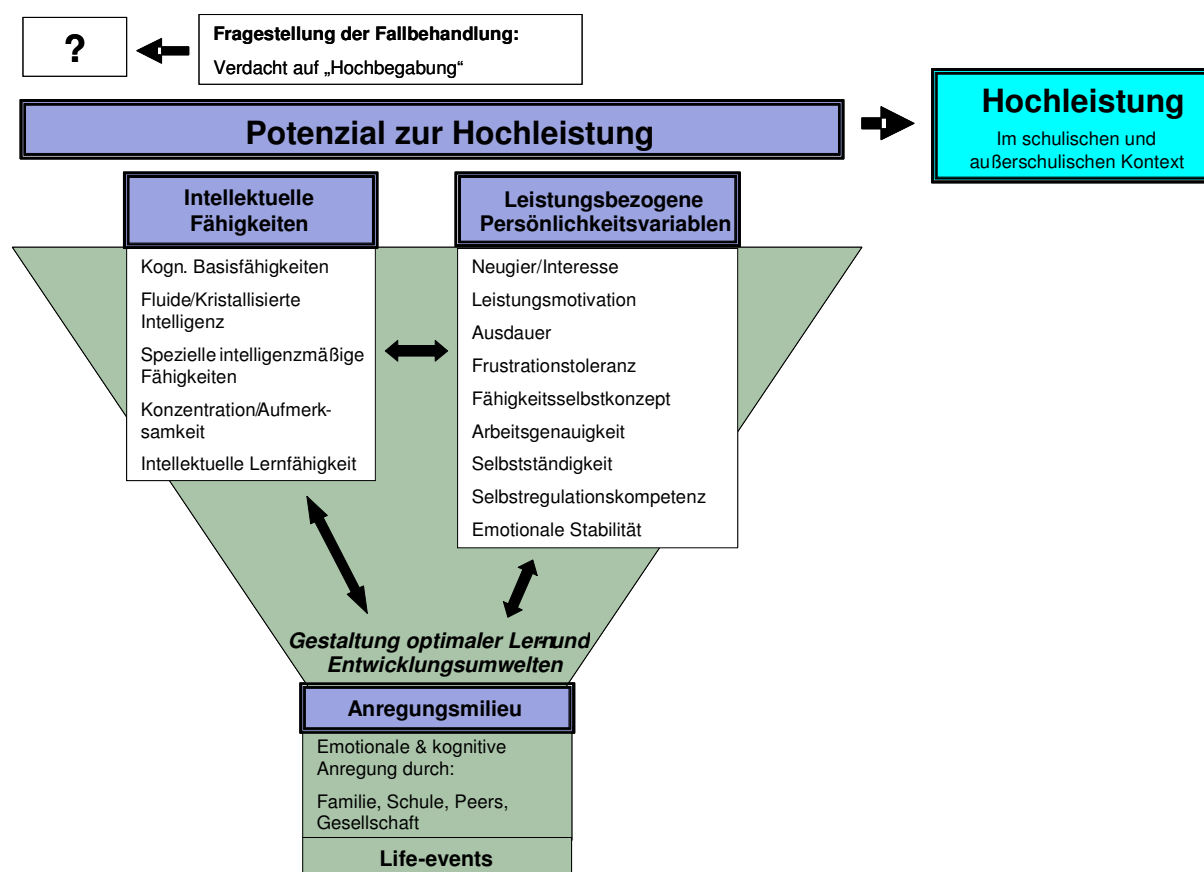 ?
Fragestellung der Fallbehandlung:
Verdacht auf „Hochbegabung“
Potenzial zur Hochleistung
Hochleistung
Im schulischen und
außerschulischen Kontext
Intellektuelle
Fähigkeiten
Kogn. Basisfähigkeiten
Fluide/Kristallisierte
Intelligenz
Spezielle intelligenzmäßige
Fähigkeiten
Konzentration/Aufmerk-
samkeit
Intellektuelle Lernfähigkeit
Leistungsbezogene
Persönlichkeitsvariablen
Neugier/Interesse
Leistungsmotivation
Ausdauer
Frustrationstoleranz
Fähigkeitsselbstkonzept
Arbeitsgenauigkeit
Selbstständigkeit
Selbstregulationskompetenz
Emotionale Stabilität
Gestaltung optimaler Lern- und
Entwicklungsumwelten
Anregungsmilieu
Emotionale & kognitive
Anregung durch:
Familie, Schule, Peers,
Gesellschaft
Life-events